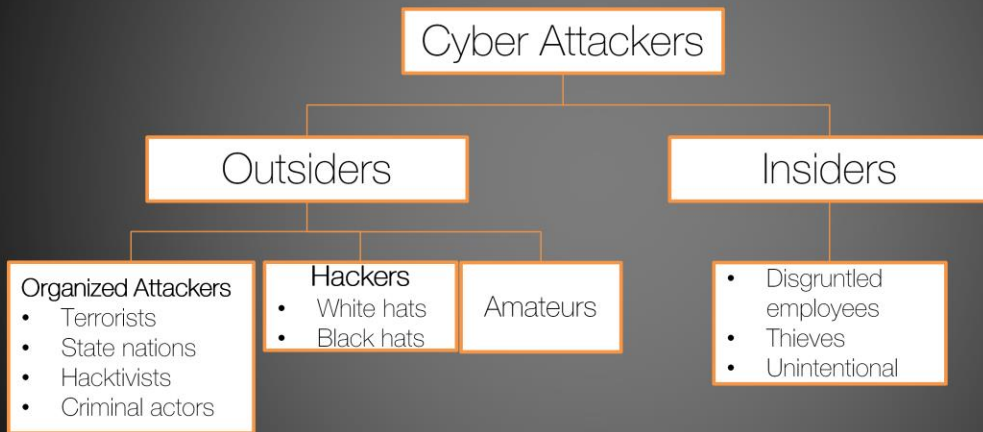 Cyber Attackers
Outsiders
Insiders
Organized Attackers
• Terrorists
• State nations
• Hacktivists
• Criminal actors
Hackers
• White hats
• Black hats
Amateurs
• Disgruntled
employees
• Thieves
• Unintentional